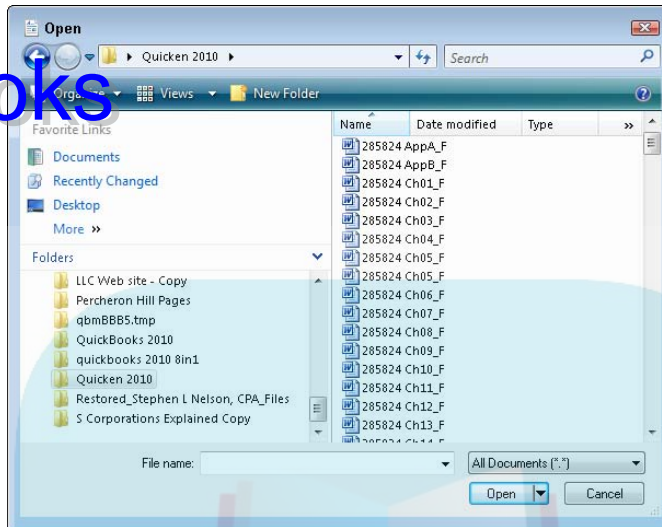 Open
Quicken 2010
Search
oks
Views
New Folder
Favorite Links
Documents
Recently Changed
Desktop
More »
Folders
LLC Web site - Copy
Percheron Hill Pages
qbmBBB5.tmp
QuickBooks 2010
quickbooks 2010 8in1
Quicken 2010
Restored_Stephen L Nelson, CPA_Files
S Corporations Explained Copy
Name Date modified Type »
285824 AppA_F
285824 AppB_F
285824 Ch01_F
285824 Ch02_F
285824 Ch03_F
285824 Ch04_F
285824 Ch05_F
285824 Ch05_F
285824 Ch06_F
285824 Ch07_F
285824 Ch08_F
285824 Ch09_F
285824 Ch10_F
285824 Ch11_F
285824 Ch12_F
285824 Ch13_F
File name:
All Documents (*.*)
Open
Cancel